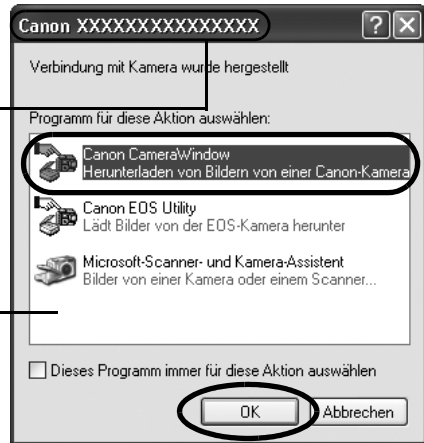 Canon XXXXXXXXXXXXXXX
Verbindung mit Kamera wurde hergestellt
Programm für diese Aktion auswählen:
Canon CameraWindow
Herunterladen von Bildern von einer Canon-Kamera
Canon EOS Utility
Lädt Bilder von der EOS-Kamera herunter
Microsoft-Scanner- und Kamera-Assistent
Bilder von einer Kamera oder einem Scanner...
Dieses Programm immer für diese Aktion auswählen
OK
Abbrechen